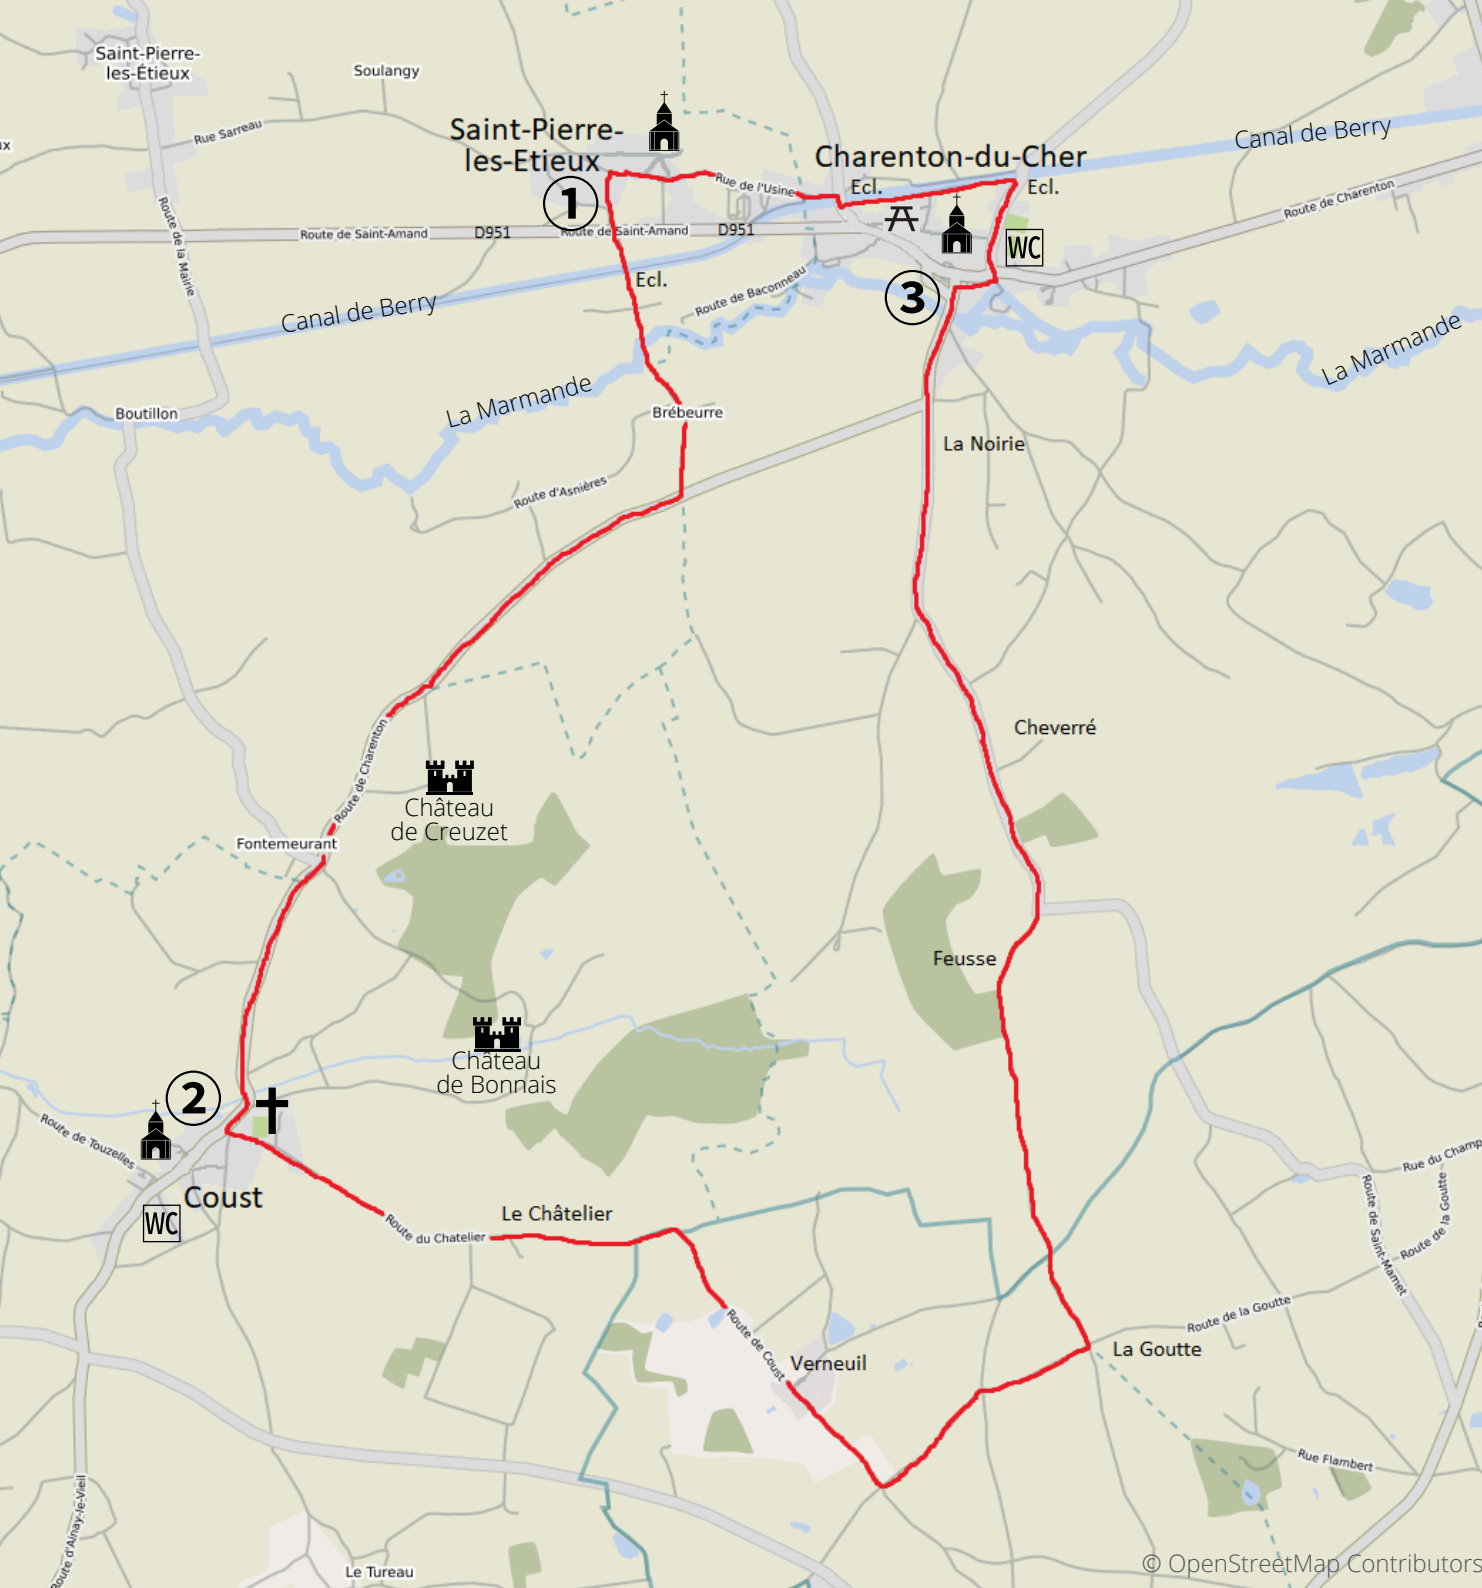 Saint-Pierre-
les-Étieux
Soulangy
Rue Sarreau
ux
Saint-Pierre-
les-Etieux
1
Charenton-du-Cher
Canal de Berry
Ecl.
Ecl.
Rue de l'Usine
Route de Charenton
Route de la Mairie
Route de Saint-Amand
D951
Route de Saint-Amand
D951
WC
Ecl.
Route de Baconneau
3
Canal de Berry
La Marmande
La Marmande
Boutillon
Brébeurre
La Noirie
Route d'Asnières
Cheverré
Route de Charenton
Château
de Creuzet
Fontemeurant
Feusse
Château
de Bonnais
2
Route de Touzelles
Coust
WC
Route du Chatelier
Le Châtelier
Rue du Champ
Route de la Goutte
Route de Saint-Mamet
Route de la Goutte
Route de Coust
Verneuil
La Goutte
Rue Flambert
Route d'Ainay-le-Vieil
Le Tureau
© OpenStreetMap Contributors